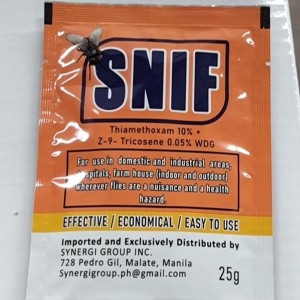 SNIF
Thiamethoxam 10% +
Z-9- Tricosene 0.05% WDG
For use in domestic and industrial areas,
hospitals, farm house (indoor and outdoor)
wherever flies are a nuisance and a health
hazard.
EFFECTIVE / ECONOMICAL / EASY TO USE
Imported and Exclusively Distributed by
SYNERGI GROUP INC.
728 Pedro Gil, Malate, Manila
Synergigroup.ph@gmail.com
25g